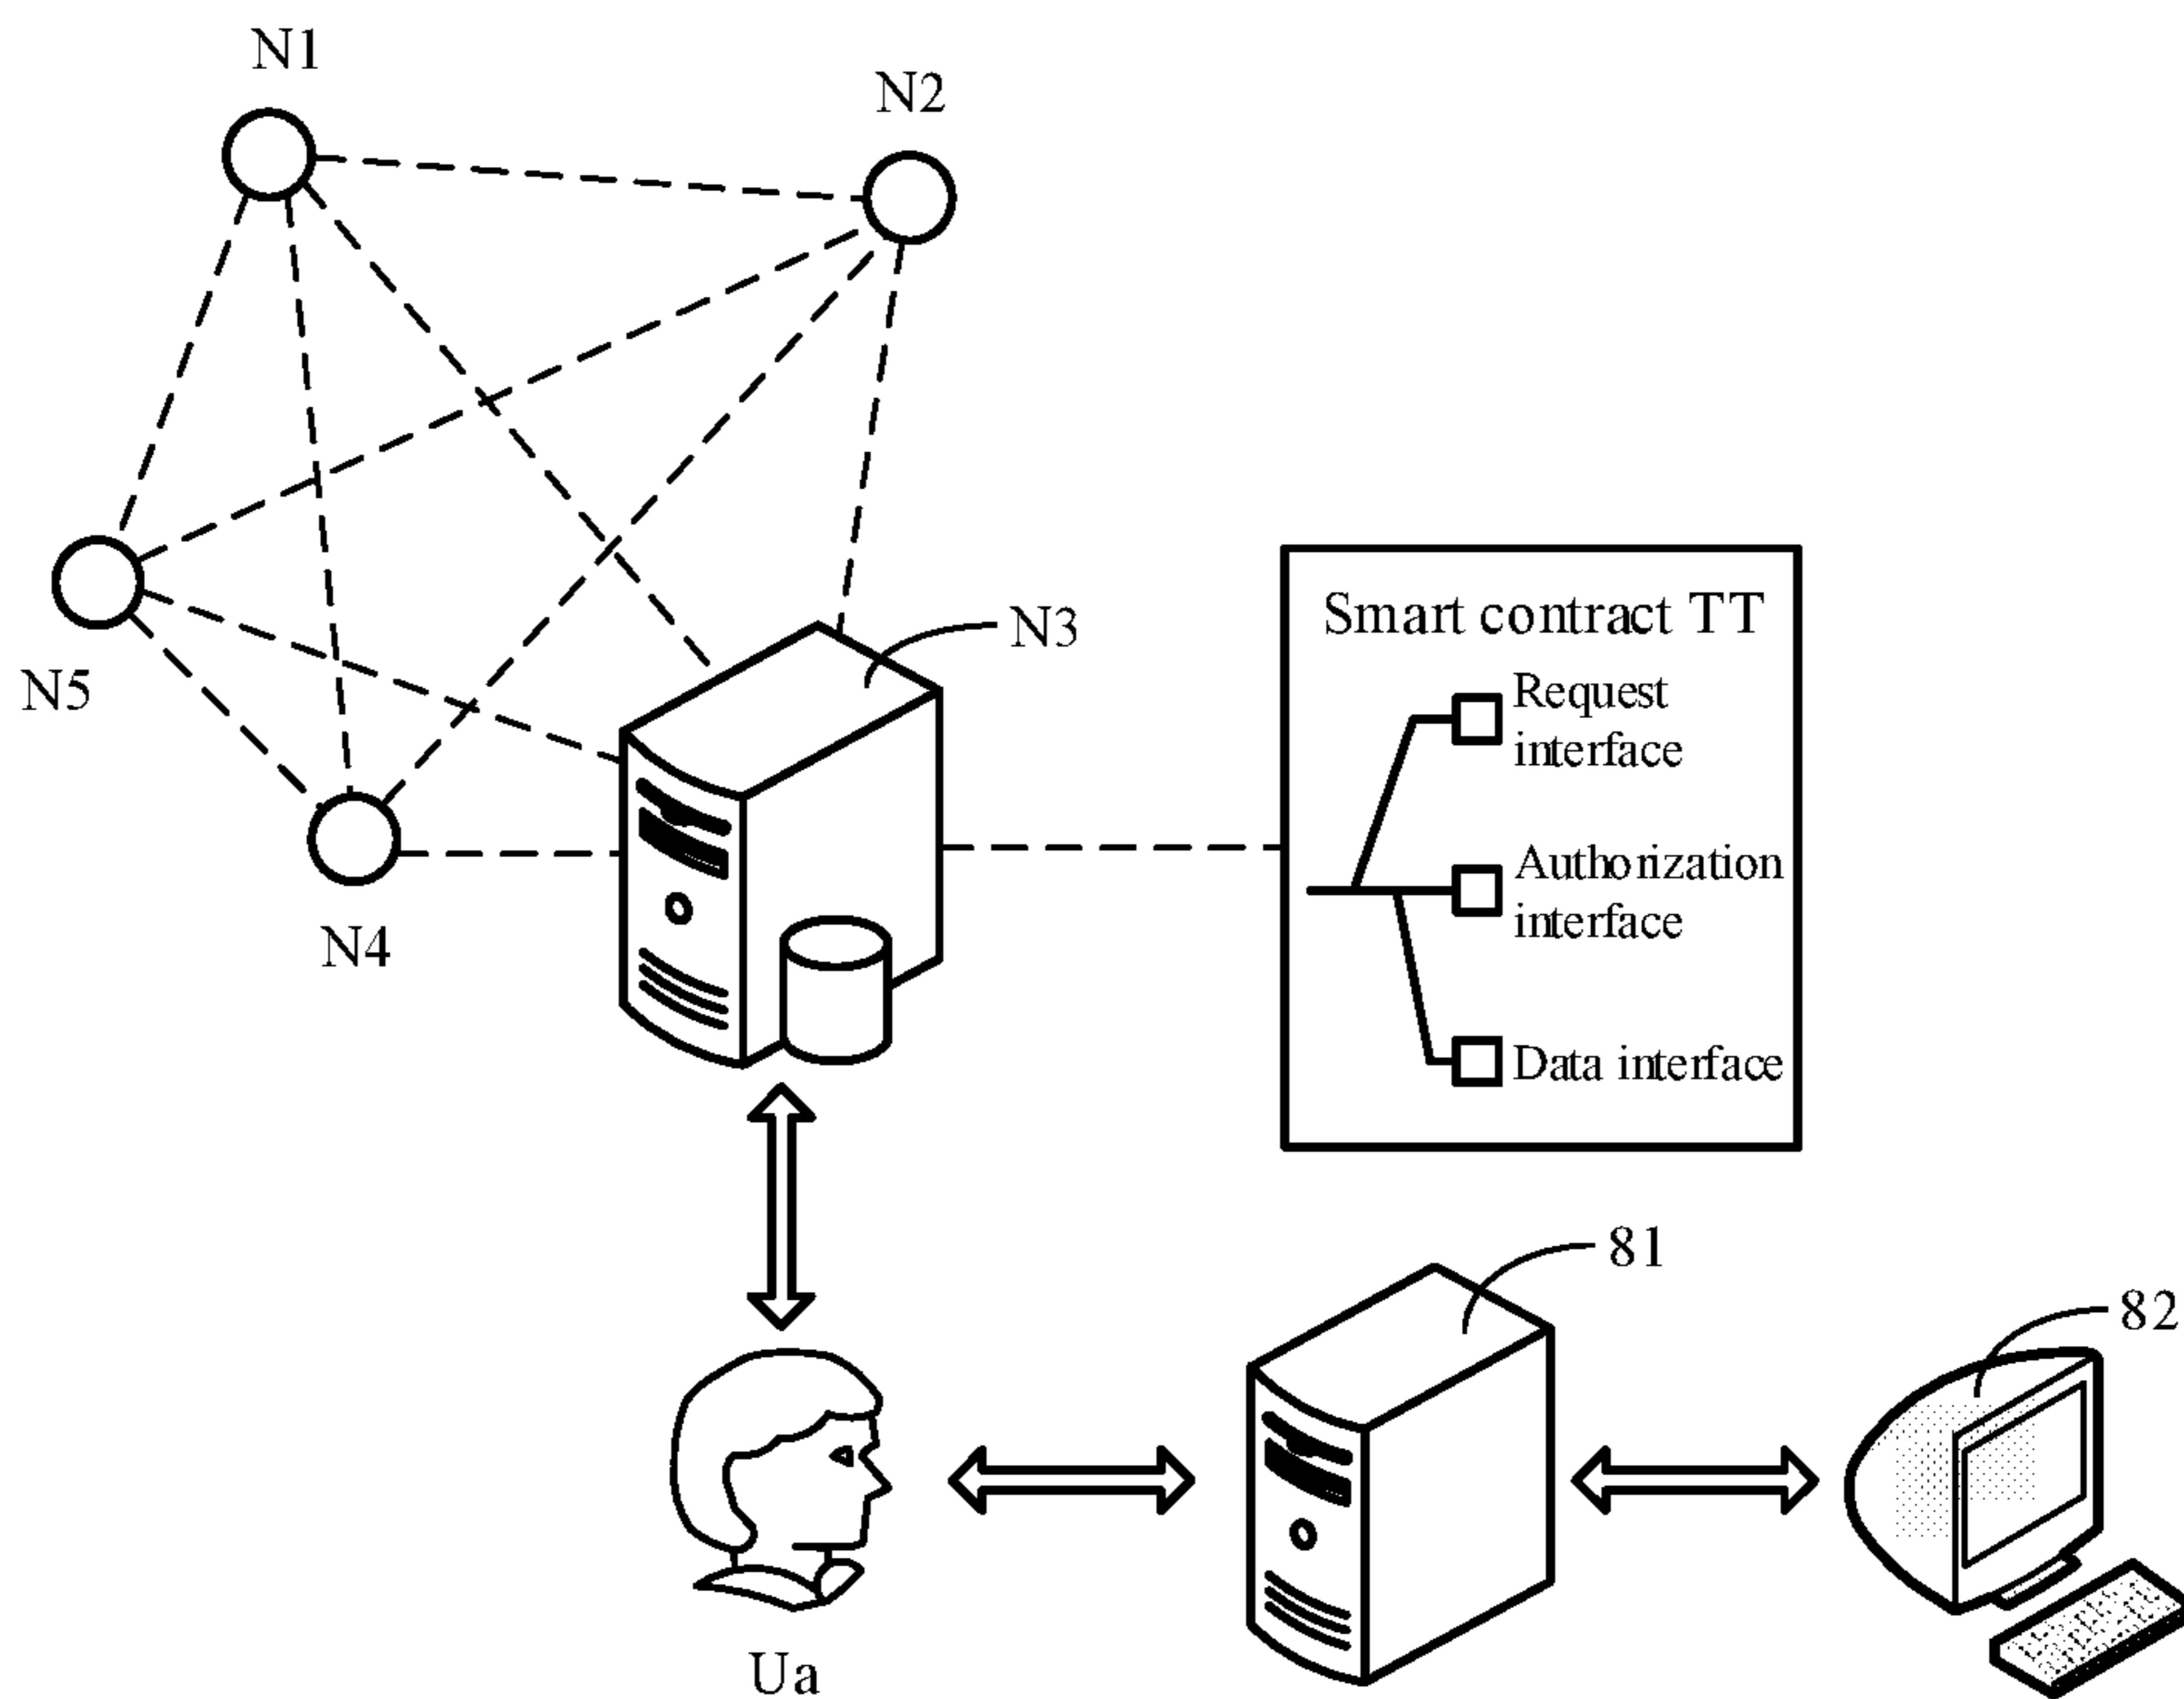 N1
N2
N3
Smart contract TT
Request
interface
N5
Authorization
interface
N4
Data interface
81
82
Ua